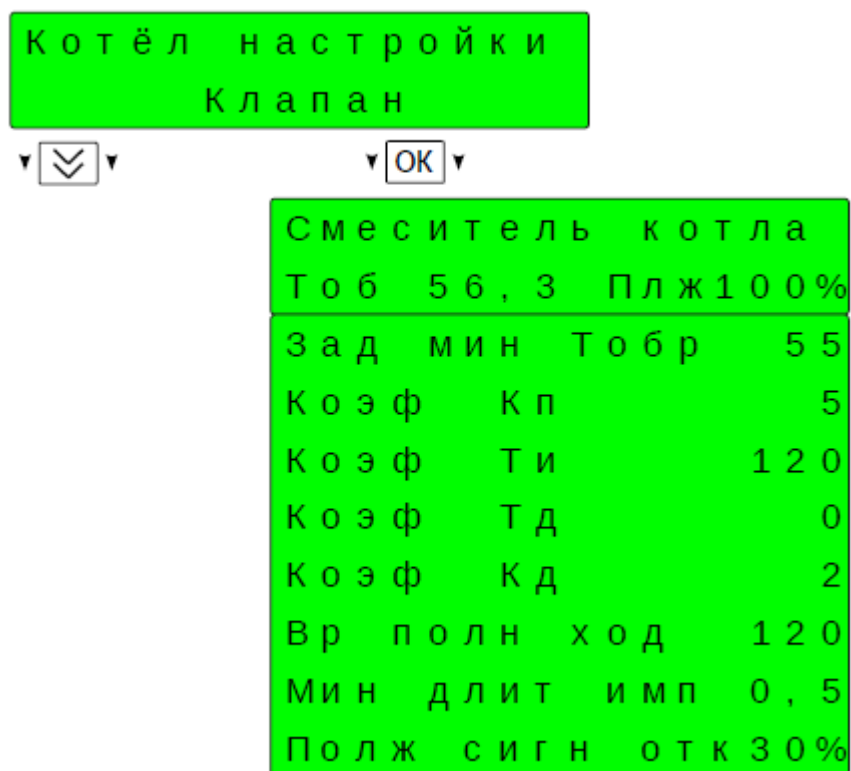 Котёл настройки
Клапан
OK
Смеситель котла
Тоб 56,3 Плж100%
Зад мин Тобр 55
Коэф Кп 5
Коэф Ти 120
Коэф Тд 0
Коэф Кд 2
Вр полн ход 120
Мин длит имп 0,5
Полж сигн отк30%